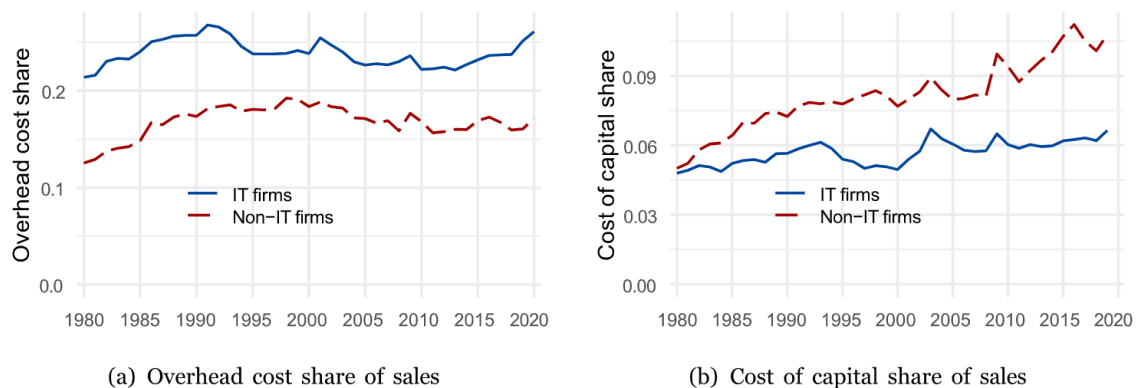 Overhead cost share
0.2
0.1
0.0
IT firms
Non−IT firms
1980 1985 1990 1995 2000 2005 2010 2015 2020
(a) Overhead cost share of sales
Cost of capital share
0.09
0.06
0.03
0.00
IT firms
Non−IT firms
1980 1985 1990 1995 2000 2005 2010 2015 2020
(b) Cost of capital share of sales